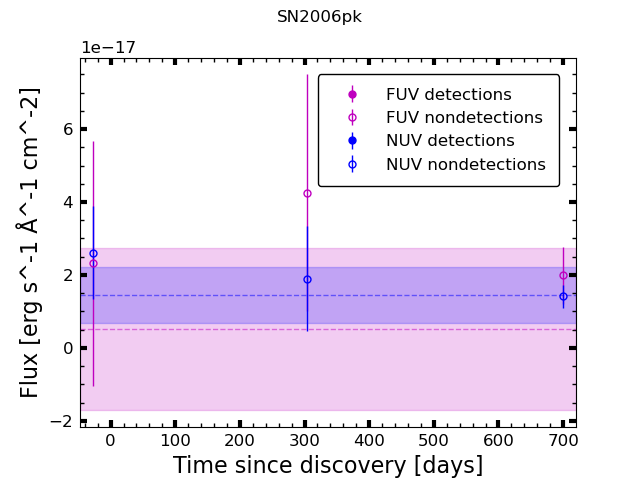 SN2006pk
1e−17
FUV detections
FUV nondetections
NUV detections
NUV nondetections
6
4
2
0
−2
Flux [erg s^-1 Å^-1 cm^-2]
0 100 200 300 400 500 600 700
Time since discovery [days]